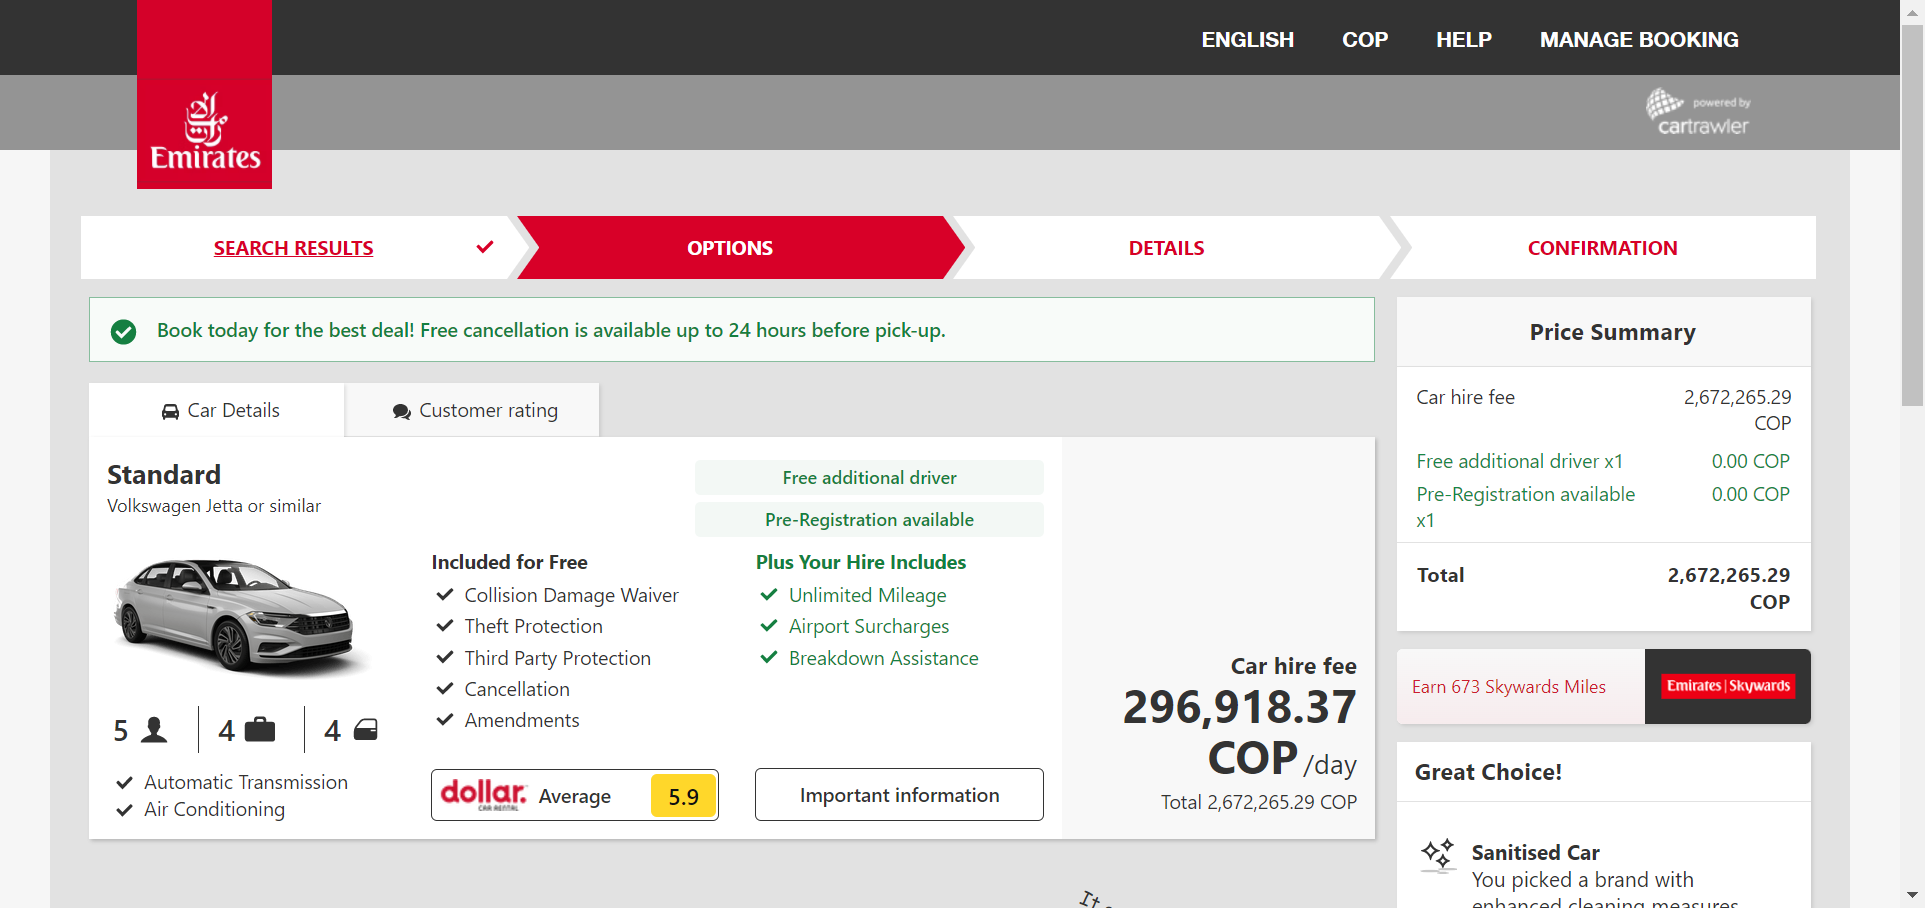 ENGLISH COP HELP MANAGE BOOKING
Emirates
powered by
cartrawler
SEARCH RESULTS OPTIONS DETAILS CONFIRMATION
Book today for the best deal! Free cancellation is available up to 24 hours before pick-up.
Car Details Customer rating
Standard
Volkswagen Jetta or similar
Free additional driver
Pre-Registration available
Included for Free
Collision Damage Waiver
Theft Protection
Third Party Protection
Cancellation
Amendments
Plus Your Hire Includes
Unlimited Mileage
Airport Surcharges
Breakdown Assistance
5 4 4
Automatic Transmission
Air Conditioning
dollar.
CAR RENTAL
Average 5.9
Important information
Car hire fee
296,918.37
COP /day
Total 2,672,265.29 COP
Price Summary
Car hire fee 2,672,265.29
COP
Free additional driver x1 0.00 COP
Pre-Registration available 0.00 COP
x1
Total 2,672,265.29
COP
Earn 673 Skywards Miles Emirates | Skywards
Great Choice!
Sanitised Car
You picked a brand with
enhanced cleaning measures
It